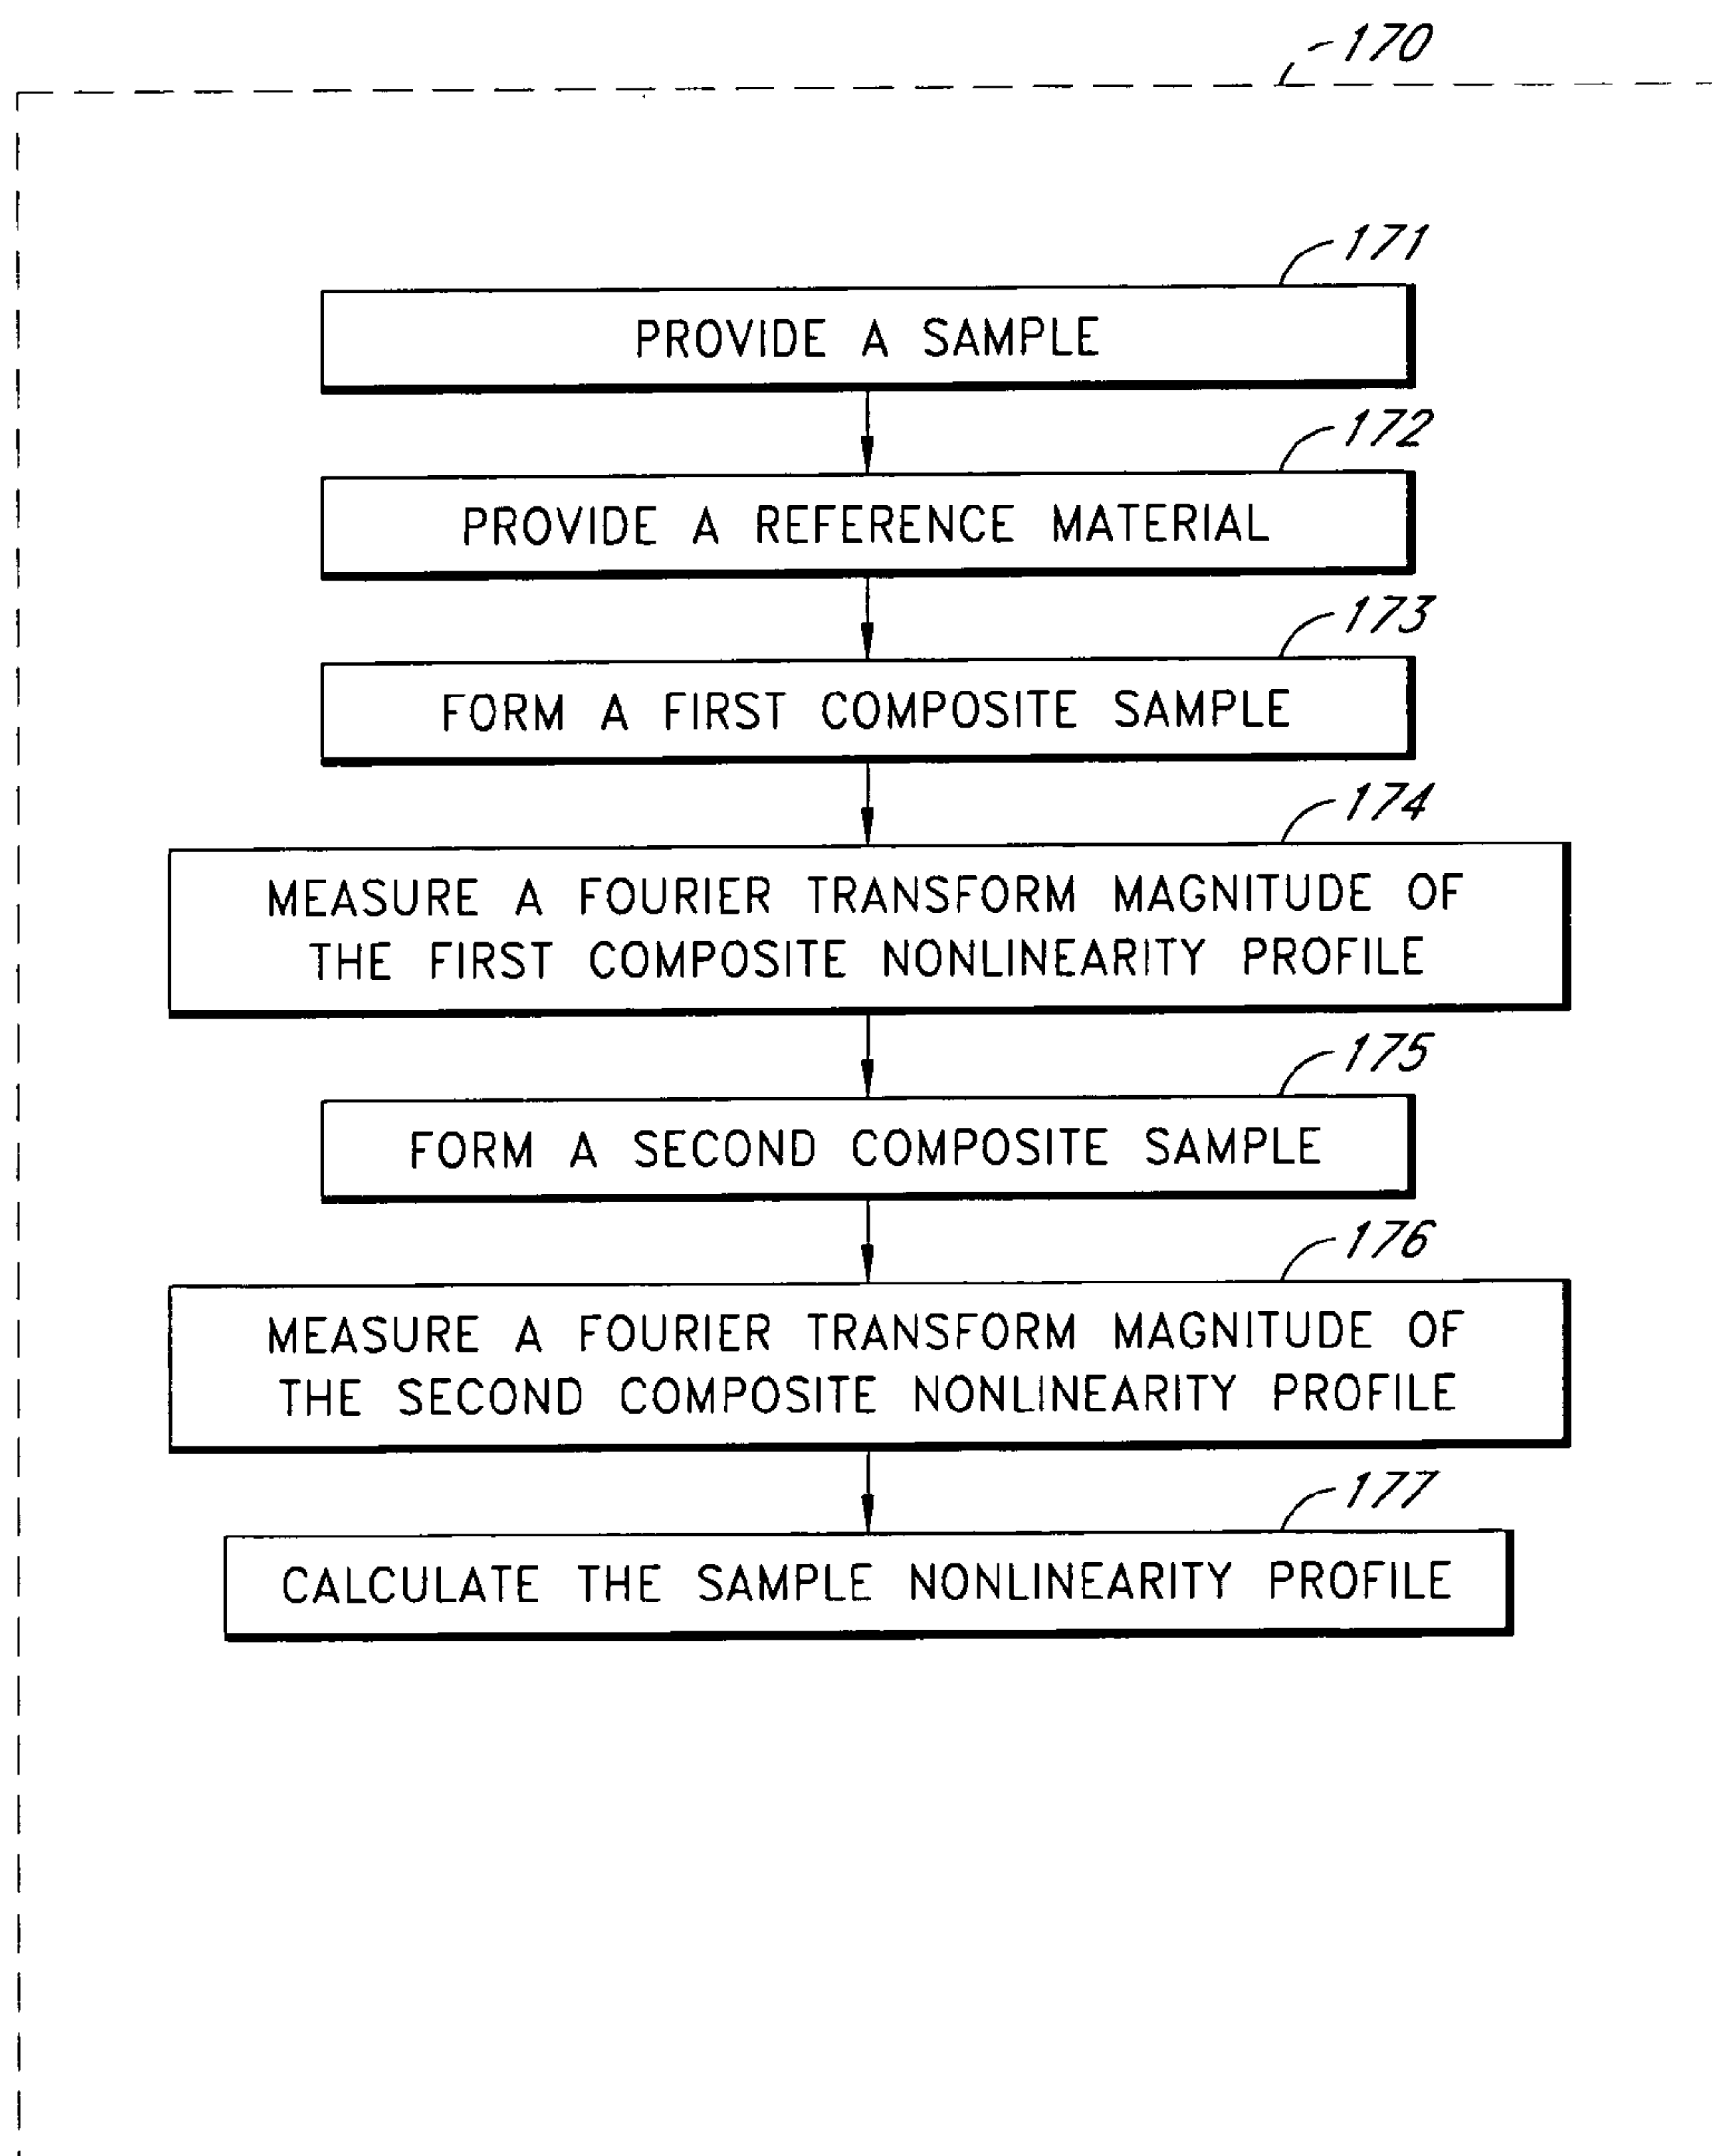 170
171
PROVIDE A SAMPLE
172
PROVIDE A REFERENCE MATERIAL
173
FORM A FIRST COMPOSITE SAMPLE
174
MEASURE A FOURIER TRANSFORM MAGNITUDE OF
THE FIRST COMPOSITE NONLINEARITY PROFILE
175
FORM A SECOND COMPOSITE SAMPLE
176
MEASURE A FOURIER TRANSFORM MAGNITUDE OF
THE SECOND COMPOSITE NONLINEARITY PROFILE
177
CALCULATE THE SAMPLE NONLINEARITY PROFILE